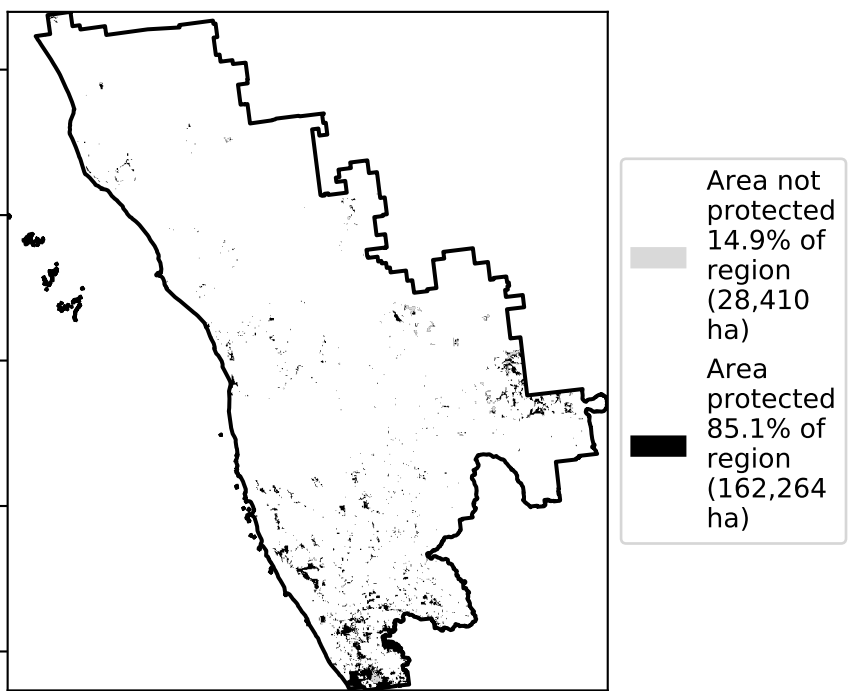 Area not
protected
14.9% of
region
(28,410
ha)
Area
protected
85.1% of
region
(162,264
ha)